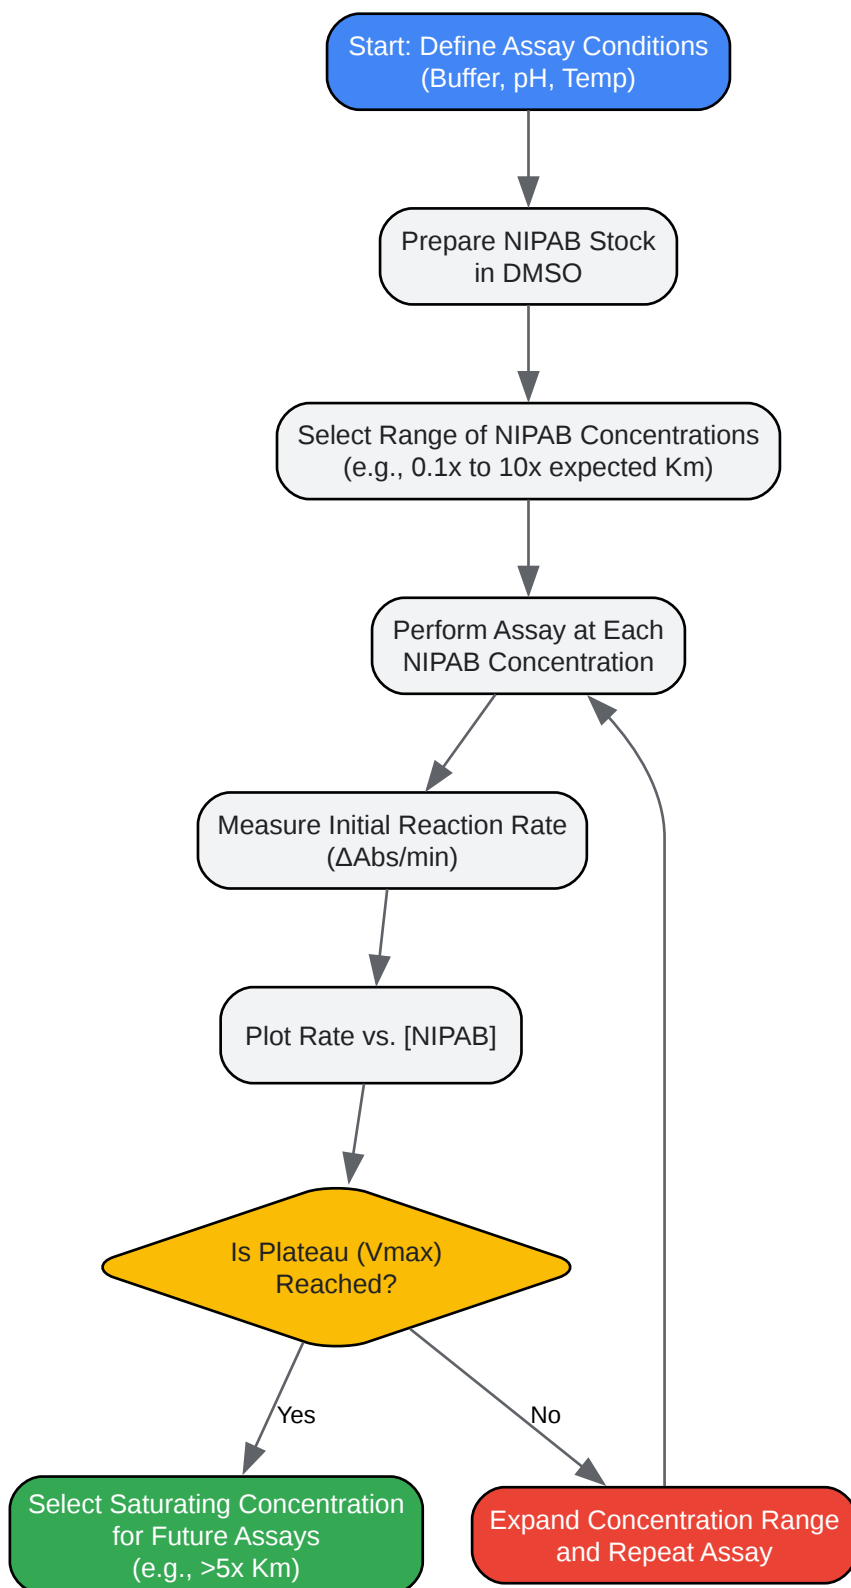 Start: Define Assay Conditions
(Buffer, pH, Temp)
Prepare NIPAB Stock
in DMSO
Select Range of NIPAB Concentrations
(e.g., 0.1x to 10x expected Km)
Perform Assay at Each
NIPAB Concentration
Measure Initial Reaction Rate
(ΔAbs/min)
Plot Rate vs. [NIPAB]
Is Plateau (Vmax)
Reached?
Yes
No
Select Saturating Concentration
for Future Assays
(e.g., >5x Km)
Expand Concentration Range
and Repeat Assay